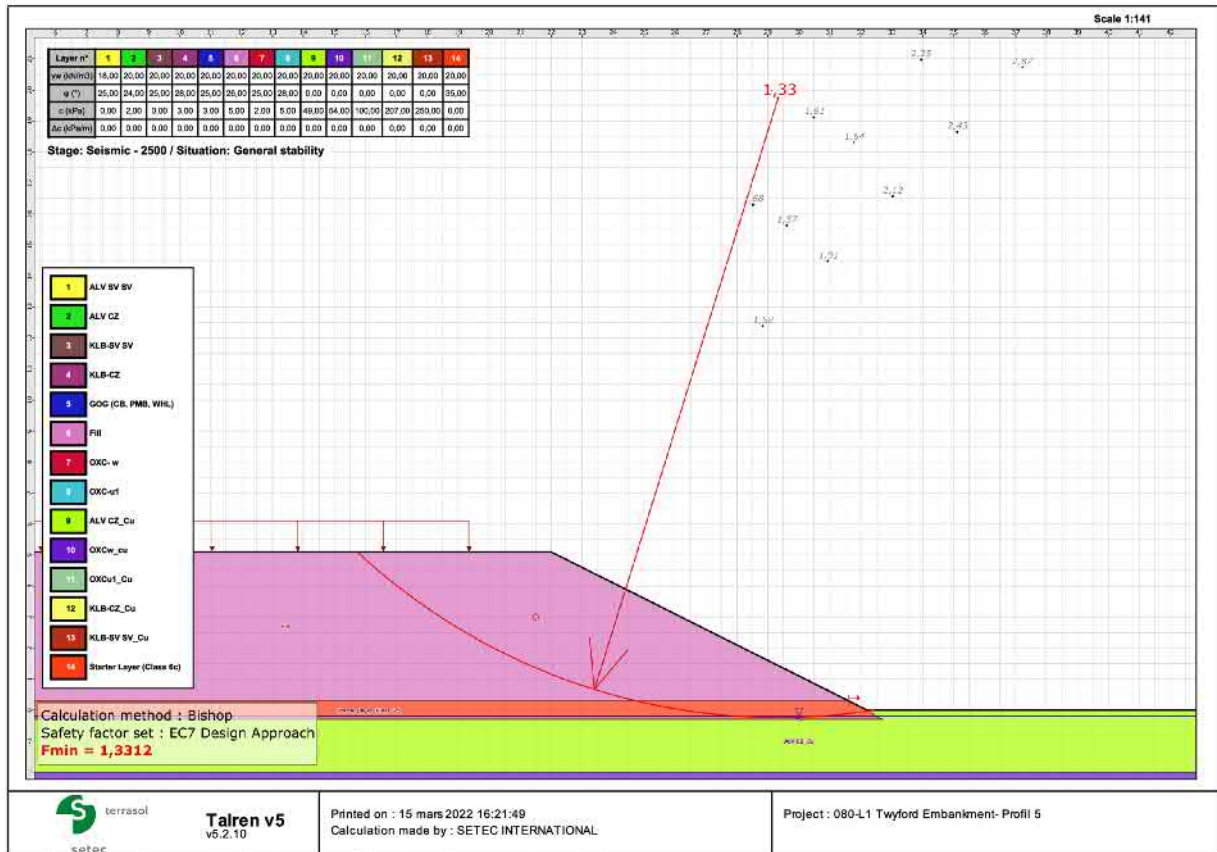 Scale 1:141
Layer n° 1 2 3 4 5 6 7 8 9 10 11 12 13 14
γw (kN/m3) 18,00 20,00 20,00 20,00 20,00 20,00 20,00 20,00 20,00 20,00 20,00 20,00 20,00 20,00
φ (°) 25,00 24,00 25,00 28,00 25,00 26,00 25,00 28,00 0,00 0,00 0,00 0,00 0,00 35,00
c (kPa) 0,00 2,00 0,00 3,00 3,00 5,00 2,00 5,00 49,00 64,00 100,00 207,00 250,00 0,00
Δc (kPa/m) 0,00 0,00 0,00 0,00 0,00 0,00 0,00 0,00 0,00 0,00 0,00 0,00 0,00 0,00
Stage: Seismic - 2500 / Situation: General stability
2,25
2,87
1,33
1,61
2,45
1,54
2,12
,68
1,37
1,58
1 ALV SV SV
2 ALV CZ
3 KLB-SV SV
4 KLB-CZ
5 GOG (CB, PMB, WHL)
6 Fill
7 OXC- w
8 OXC-u1
9 ALV CZ_Cu
10 OXCw_cu
11 OXCu1_Cu
12 KLB-CZ_Cu
13 KLB-SV SV_Cu
14 Starter Layer (Class 6c)
Calculation method : Bishop
Safety factor set : EC7 Design Approach
Fmin = 1,3312
terrasol
setec
Talren v5
v5.2.10
Printed on : 15 mars 2022 16:21:49
Calculation made by : SETEC INTERNATIONAL
Project : 080-L1 Twyford Embankment- Profil 5